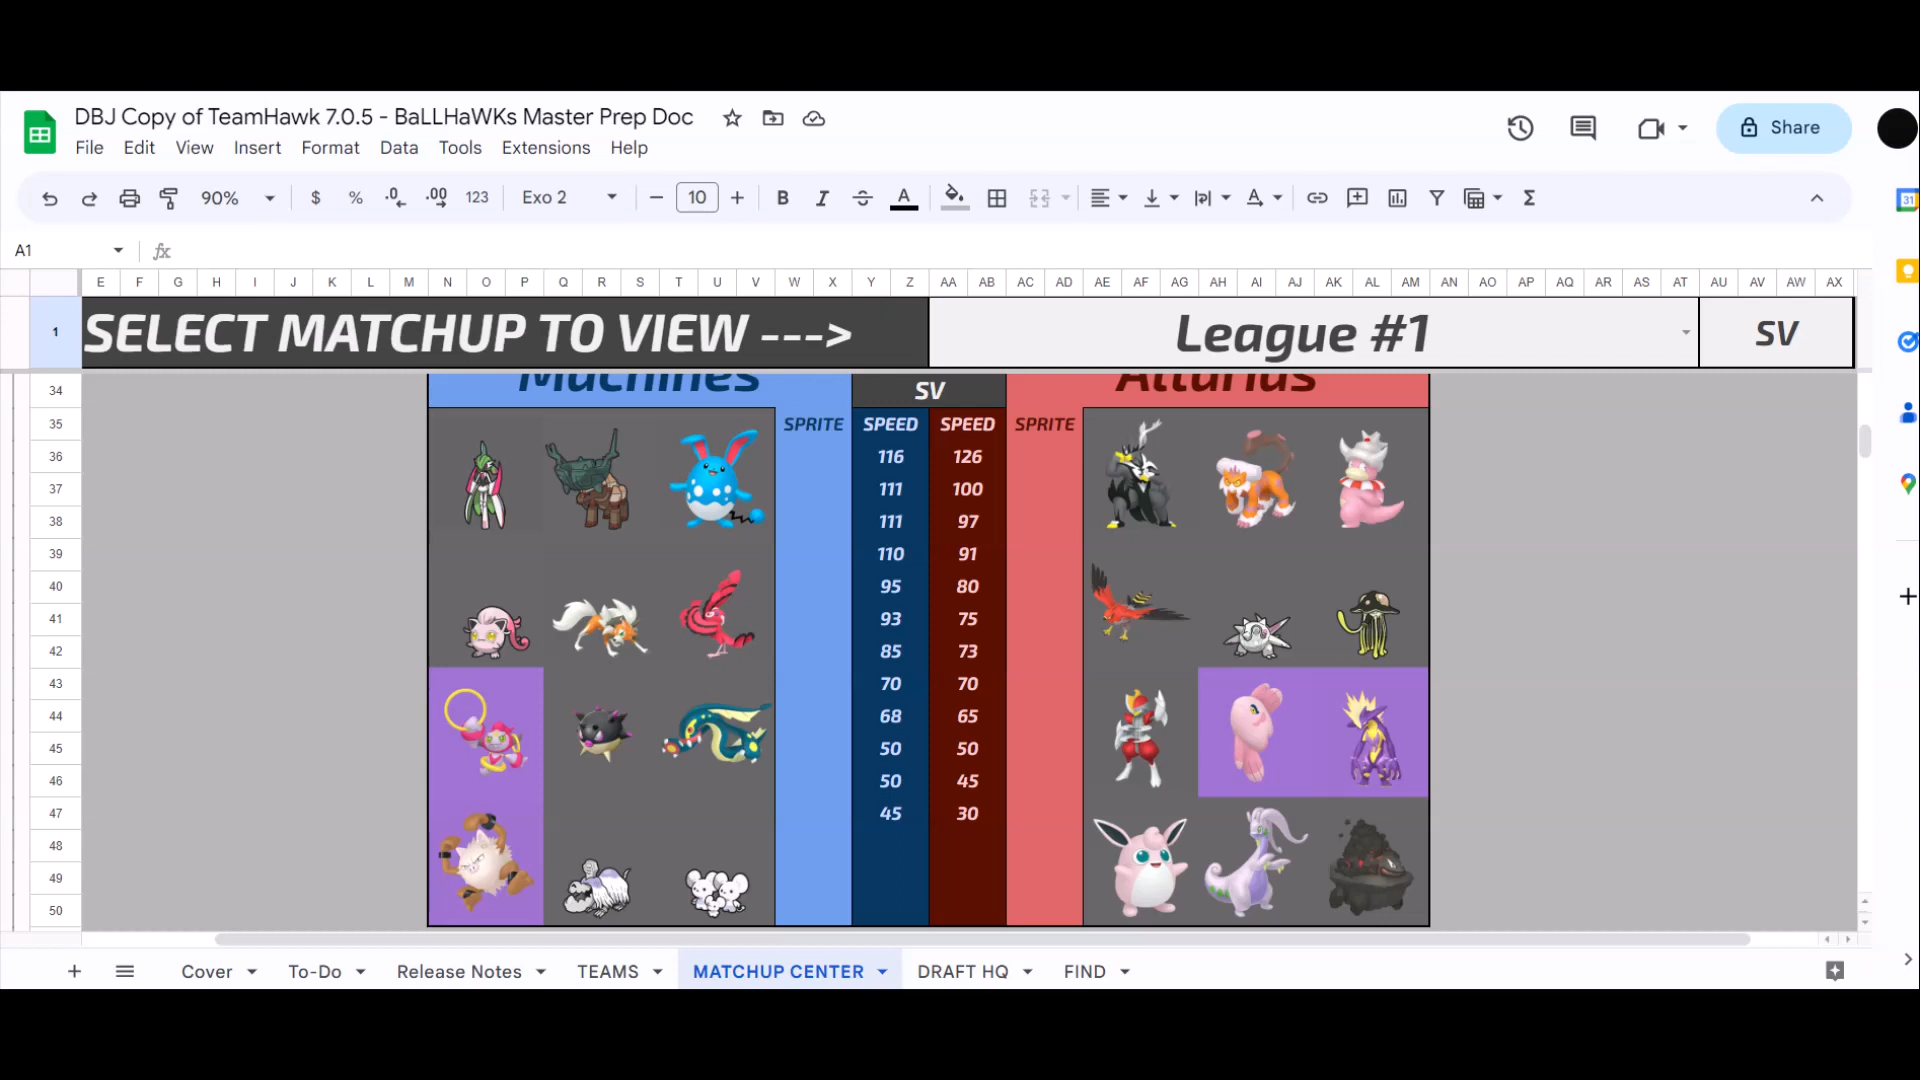 DBJ Copy of TeamHawk 7.0.5 - BaLLHaWKs Master Prep Doc
Share
File Edit View Insert Format Data Tools Extensions Help
90% $ % .0 .00 123 Exo 2 10 B I A
31
A1 fx
E F G H I J K L M N O P Q R S T U V W X Y Z AA AB AC AD AE AF AG AH AI AJ AK AL AM AN AO AP AQ AR AS AT AU AV AW AX
1 SELECT MATCHUP TO VIEW ---> League #1 SV
34 Machines SV
35 SPRITE SPEED SPEED SPRITE
36 116 126
37 111 100
38 111 97
39 110 91
40 95 80
41 93 75
42 85 73
43 70 70
44 68 65
45 50 50
46 50 45
47 45 30
48
49
50
Cover To-Do Release Notes TEAMS MATCHUP CENTER DRAFT HQ FIND